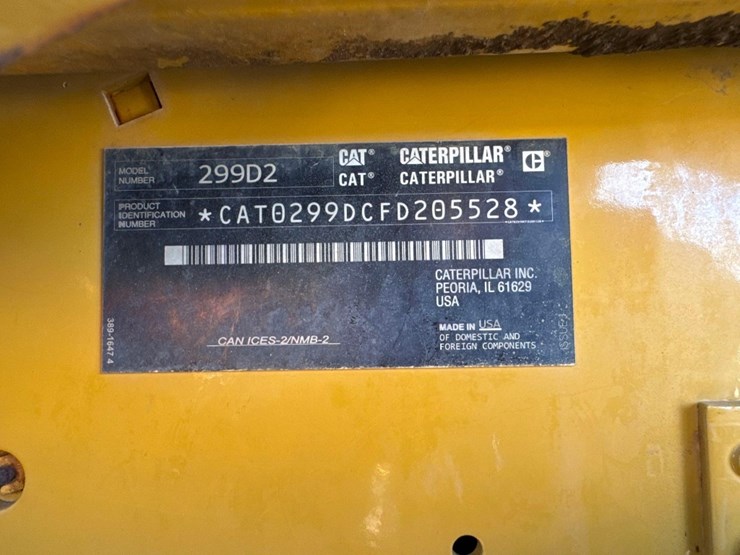 CAT® CATERPILLAR®
MODEL NUMBER 299D2
CAT® CATERPILLAR®
PRODUCT IDENTIFICATION NUMBER *CAT0299DCFD205528*
CATERPILLAR INC.
PEORIA, IL 61629
USA
MADE IN USA
OF DOMESTIC AND
FOREIGN COMPONENTS
CAN ICES-2/NMB-2
389-1647 4